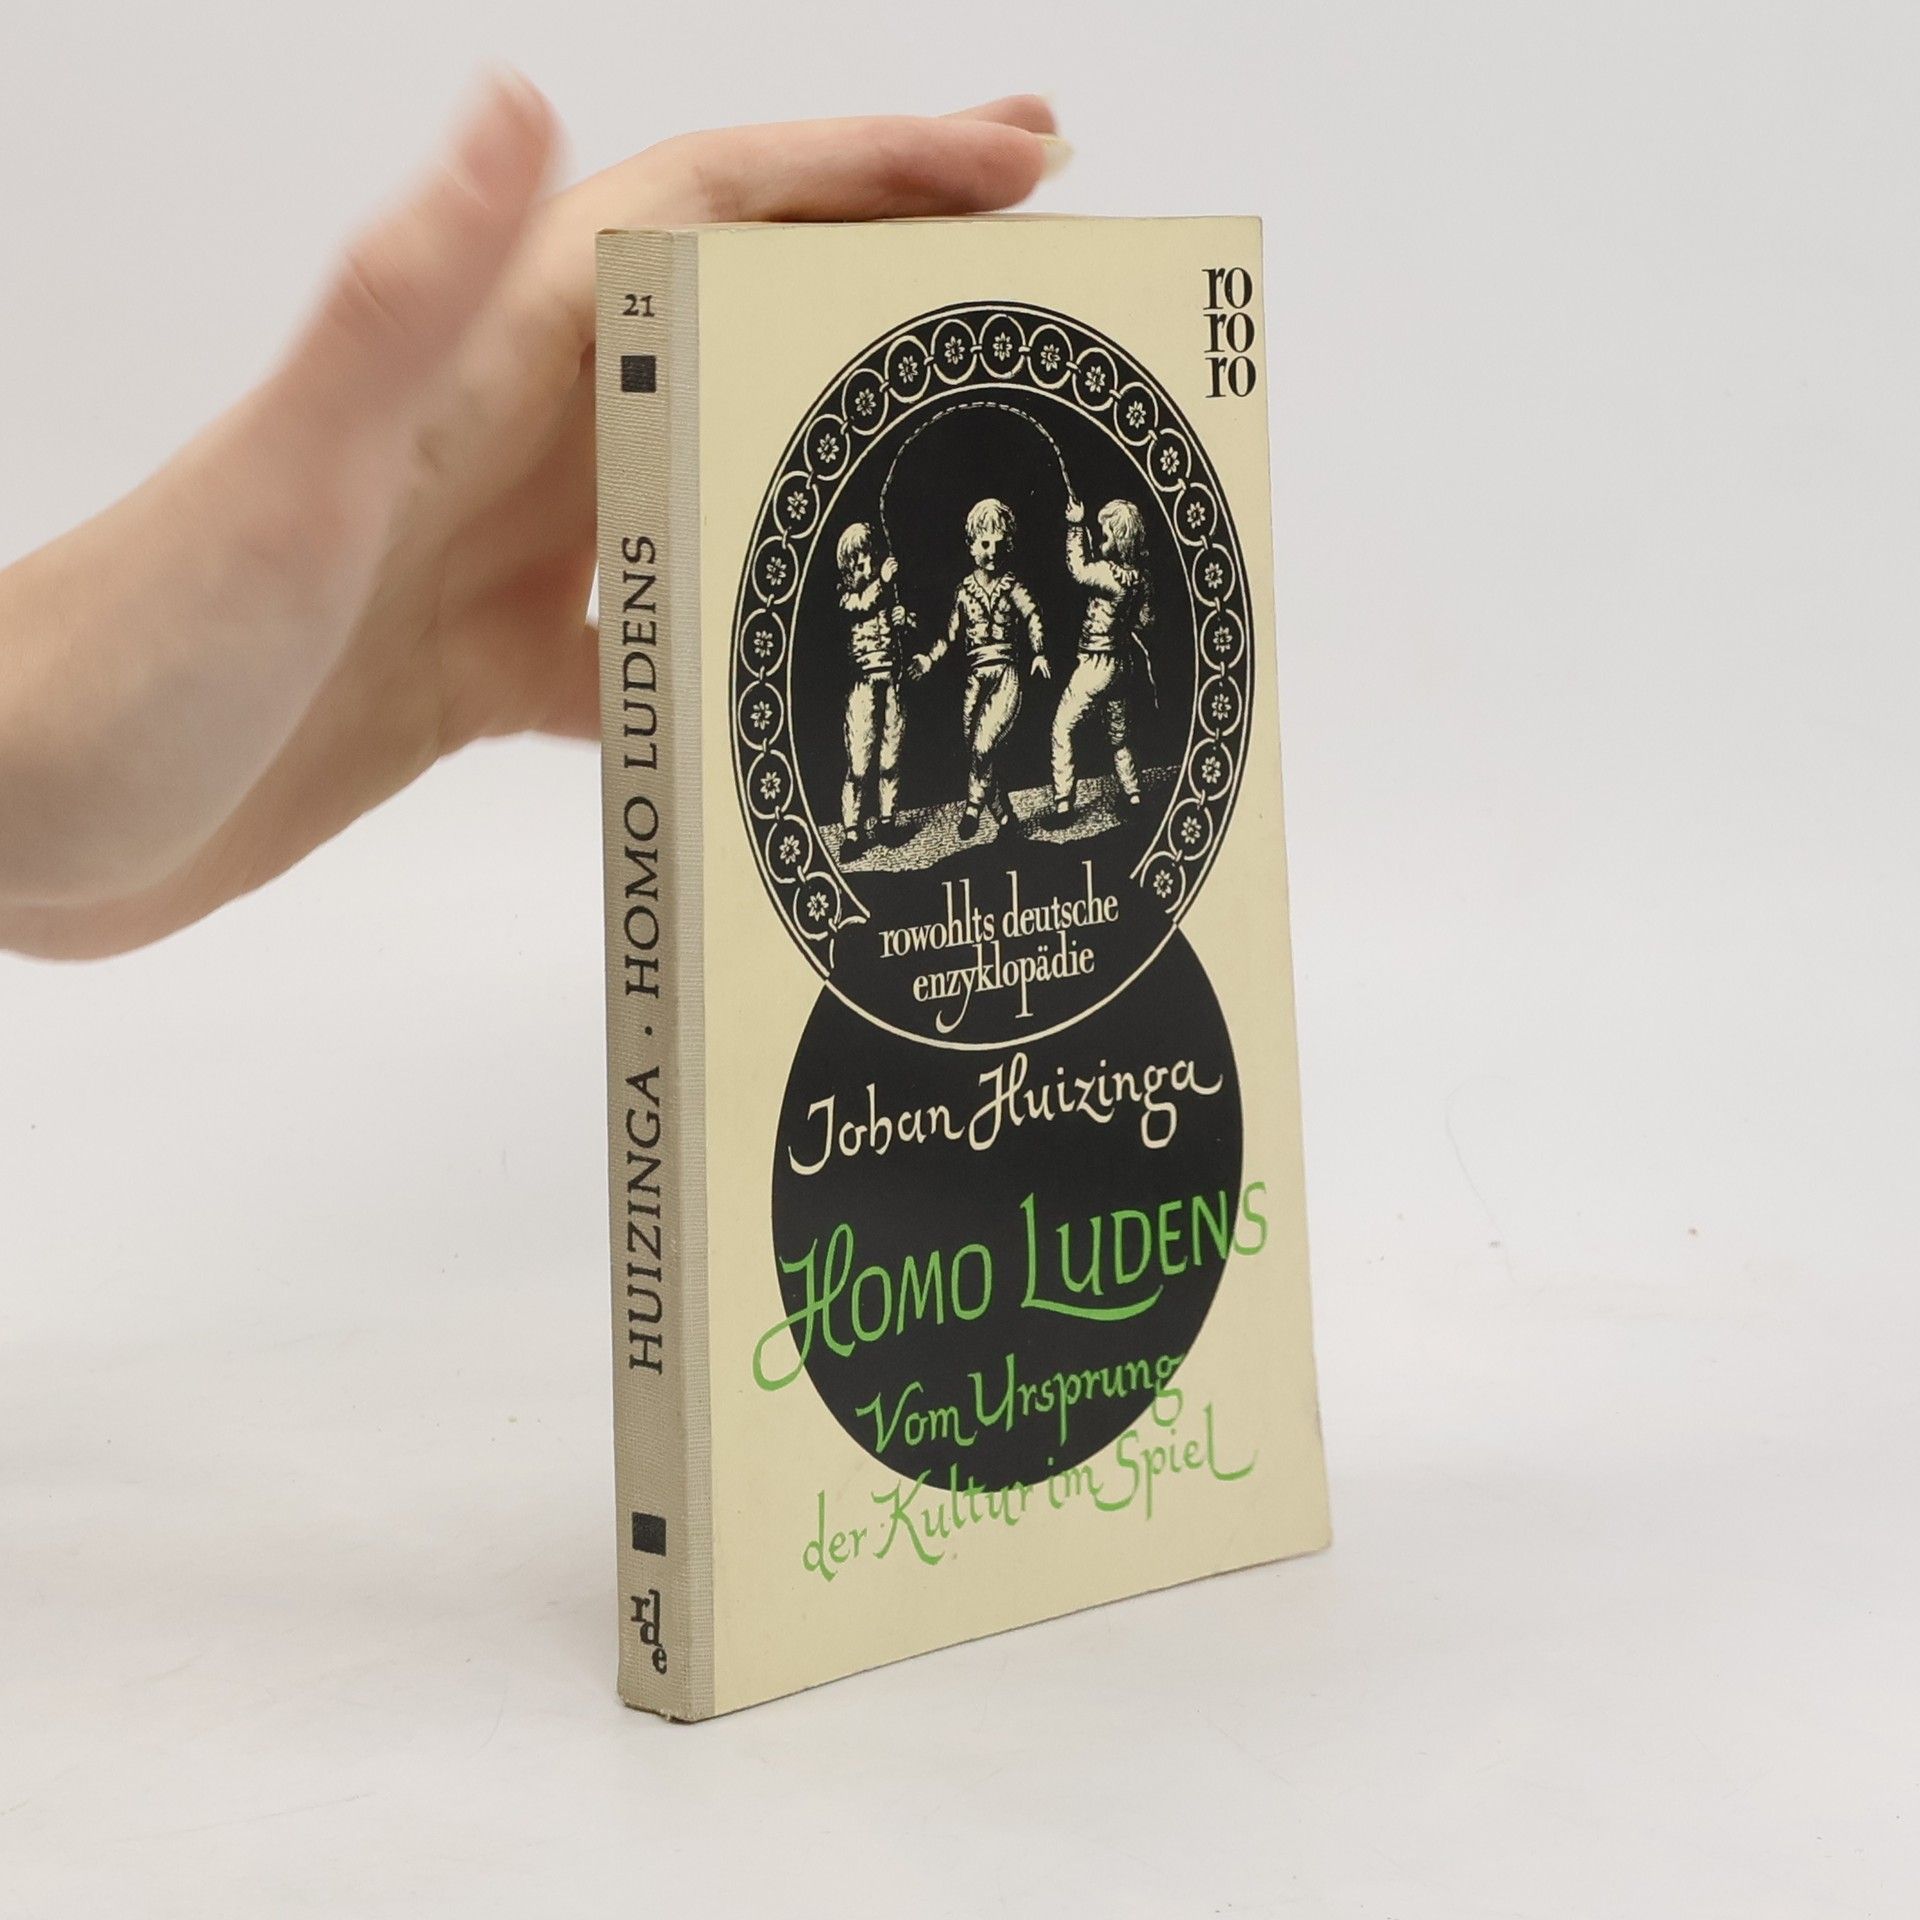 21
HUIZINGA · HOMO LUDENS
rde
ro
ro
ro
rowohlts deutsche
enzyklopädie
Johan Huizinga
HOMO LUDENS
Vom Ursprung
der Kultur im Spiel